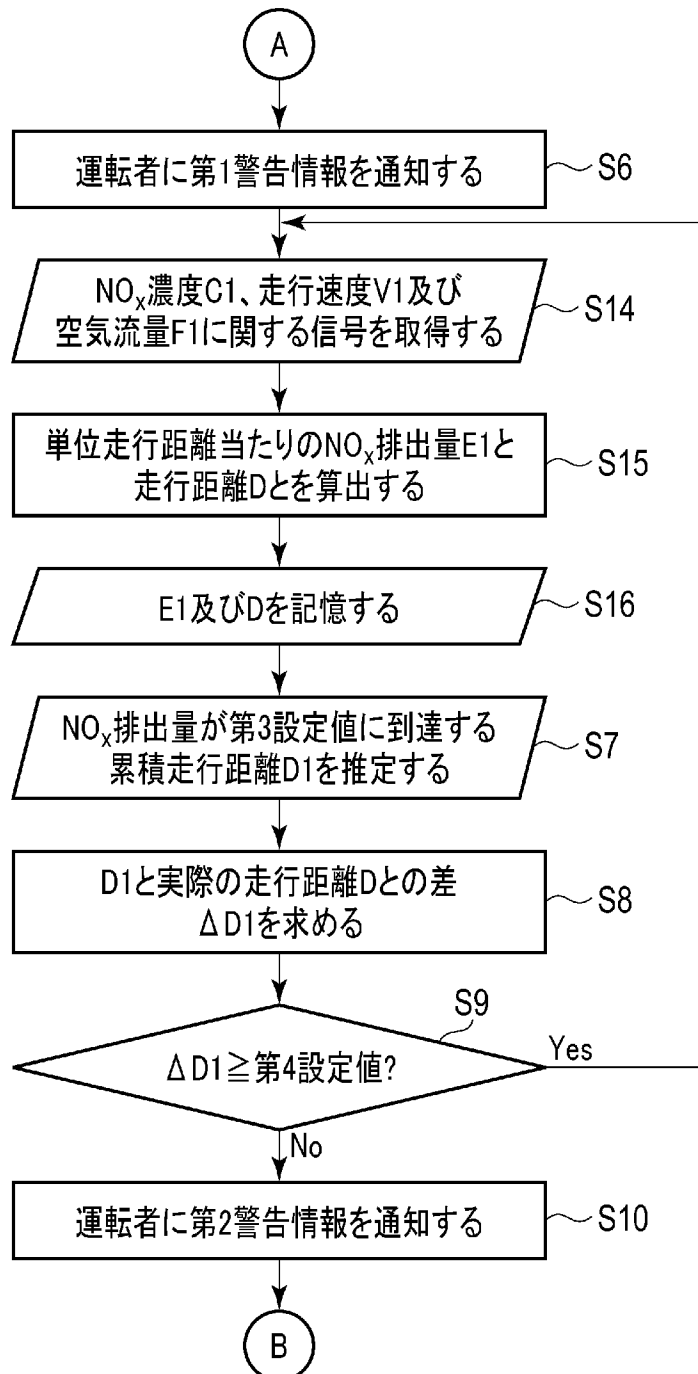 A
運転者に第1警告情報を通知する
S6
NOx濃度C1、走行速度V1及び
空気流量F1に関する信号を取得する
S14
単位走行距離当たりのNOx排出量E1と
走行距離Dとを算出する
S15
E1及びDを記憶する
S16
NOx排出量が第3設定値に到達する
累積走行距離D1を推定する
S7
D1と実際の走行距離Dとの差
ΔD1を求める
S8
S9
ΔD1≧第4設定値?
Yes
No
運転者に第2警告情報を通知する
S10
B